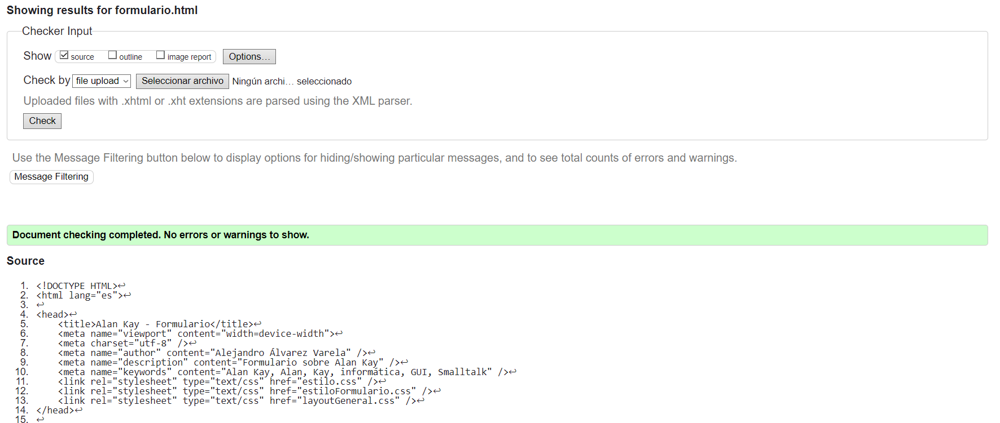 Showing results for formulario.html
Checker Input
Show source outline image report Options...
Check by file upload Seleccionar archivo Ningún archi... seleccionado
Uploaded files with .xhtml or .xht extensions are parsed using the XML parser.
Check
Use the Message Filtering button below to display options for hiding/showing particular messages, and to see total counts of errors and warnings.
Message Filtering
Document checking completed. No errors or warnings to show.
Source
1. <!DOCTYPE HTML>↩
2. <html lang="es">↩
3. ↩
4. <head>↩
5.     <title>Alan Kay - Formulario</title>↩
6.     <meta name="viewport" content="width=device-width">↩
7.     <meta charset="utf-8" />↩
8.     <meta name="author" content="Alejandro Álvarez Varela" />↩
9.     <meta name="description" content="Formulario sobre Alan Kay" />↩
10.     <meta name="keywords" content="Alan Kay, Alan, Kay, informática, GUI, Smalltalk" />↩
11.     <link rel="stylesheet" type="text/css" href="estilo.css" />↩
12.     <link rel="stylesheet" type="text/css" href="estiloFormulario.css" />↩
13.     <link rel="stylesheet" type="text/css" href="layoutGeneral.css" />↩
14. </head>↩
15. ↩